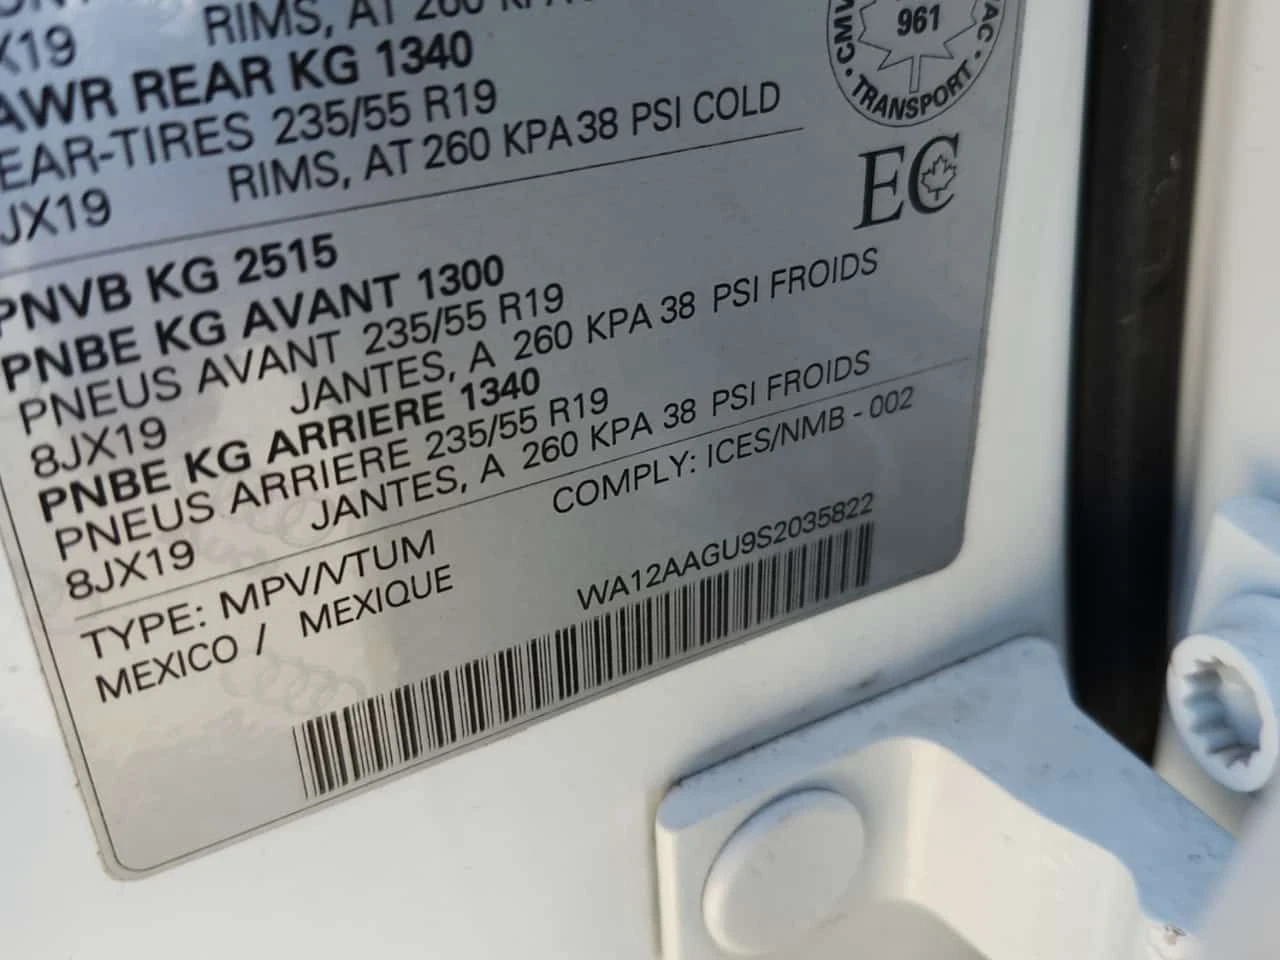 X19
RIMS, AT 260
961
CMV
TRANSPORT
AWR REAR KG 1340
EAR-TIRES 235/55 R19
RIMS, AT 260 KPA 38 PSI COLD
JX19
EC
PNVB KG 2515
PNBE KG AVANT 1300
PNEUS AVANT 235/55 R19
JANTES, A 260 KPA 38 PSI FROIDS
8JX19
PNBE KG ARRIERE 1340
PNEUS ARRIERE 235/55 R19
JANTES, A 260 KPA 38 PSI FROIDS
8JX19
COMPLY: ICES/NMB - 002
TYPE: MPV/VTUM
MEXICO / MEXIQUE
WA12AAGU9S2035822